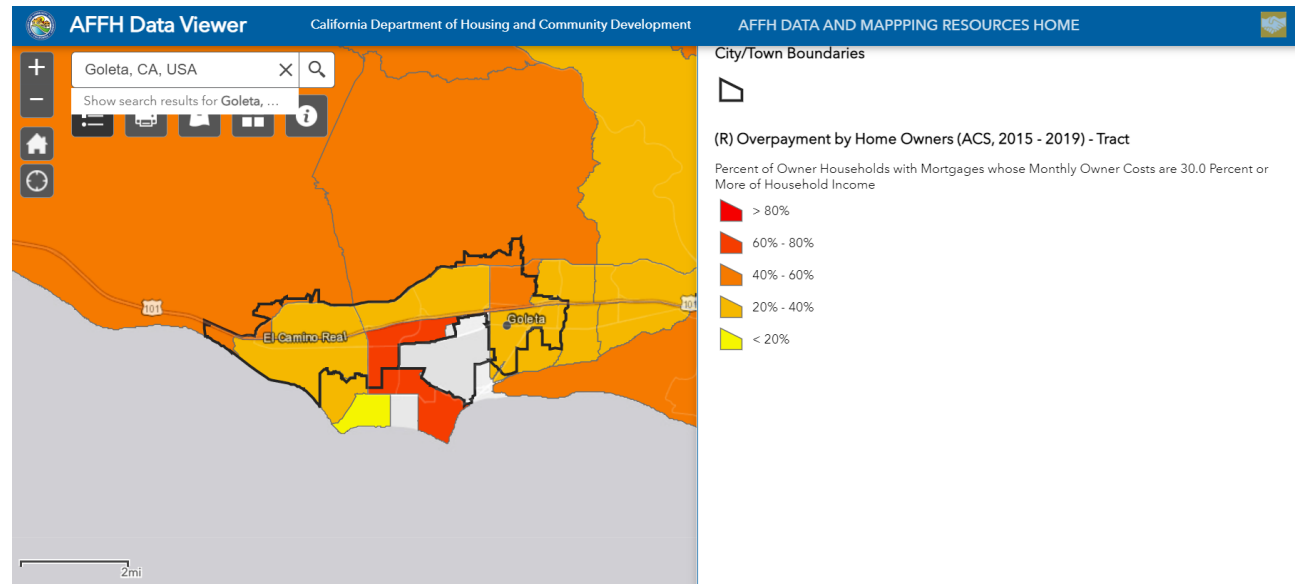 AFFH Data Viewer
California Department of Housing and Community Development
AFFH DATA AND MAPPPING RESOURCES HOME
+
Goleta, CA, USA
Show search results for Goleta, ...
−
i
101
El Camino Real
Goleta
101
2mi
City/Town Boundaries
(R) Overpayment by Home Owners (ACS, 2015 - 2019) - Tract
Percent of Owner Households with Mortgages whose Monthly Owner Costs are 30.0 Percent or
More of Household Income
> 80%
60% - 80%
40% - 60%
20% - 40%
< 20%